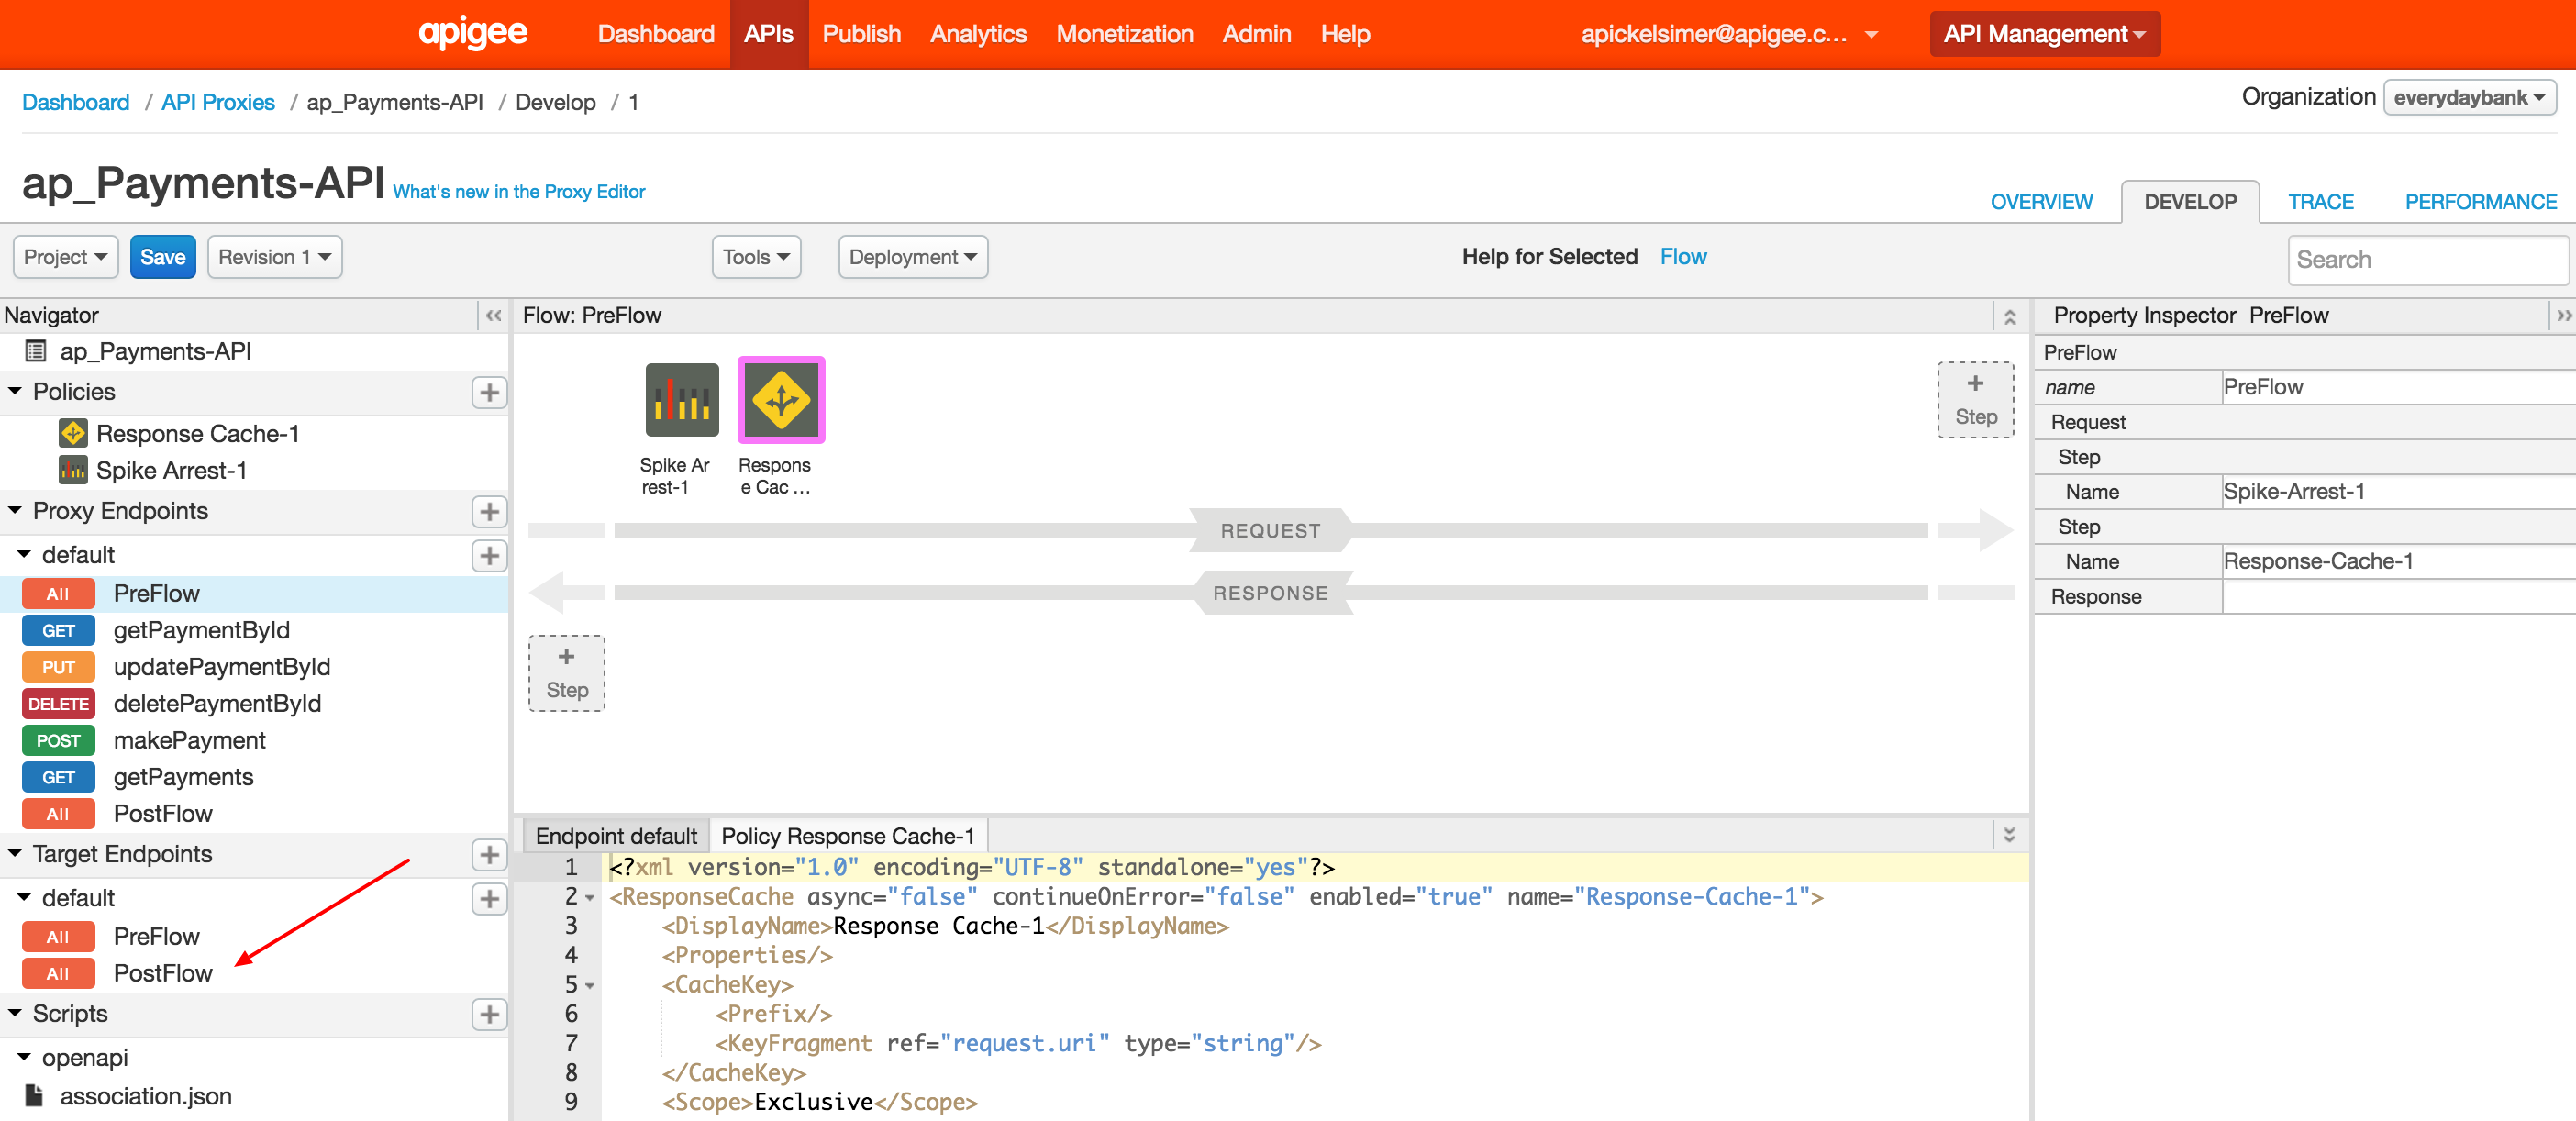 apigee Dashboard APIs Publish Analytics Monetization Admin Help apickelsimer@apigee.c... API Management
Dashboard / API Proxies / ap_Payments-API / Develop / 1 Organization everydaybank
ap_Payments-API What's new in the Proxy Editor OVERVIEW DEVELOP TRACE PERFORMANCE
Project Save Revision 1 Tools Deployment Help for Selected Flow Search
Navigator «
ap_Payments-API
Policies +
Response Cache-1
Spike Arrest-1
Proxy Endpoints +
default +
All PreFlow
GET getPaymentById
PUT updatePaymentById
DELETE deletePaymentById
POST makePayment
GET getPayments
All PostFlow
Target Endpoints +
default +
All PreFlow
All PostFlow
Scripts +
openapi
association.json
Flow: PreFlow
Spike Ar
rest-1
Respons
e Cac ...
+
Step
REQUEST
RESPONSE
+
Step
Endpoint default Policy Response Cache-1
1 <?xml version="1.0" encoding="UTF-8" standalone="yes"?>
2 <ResponseCache async="false" continueOnError="false" enabled="true" name="Response-Cache-1">
3 <DisplayName>Response Cache-1</DisplayName>
4 <Properties/>
5 <CacheKey>
6 <Prefix/>
7 <KeyFragment ref="request.uri" type="string"/>
8 </CacheKey>
9 <Scope>Exclusive</Scope>
Property Inspector PreFlow »
PreFlow
name PreFlow
Request
Step
Name Spike-Arrest-1
Step
Name Response-Cache-1
Response